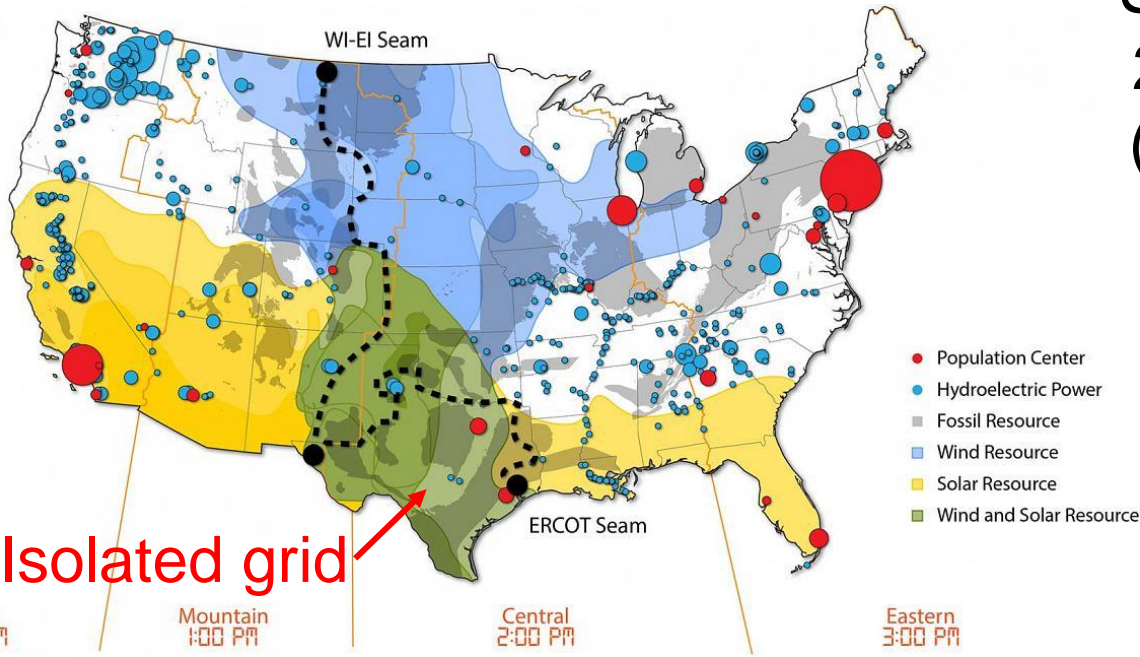 WI-EI Seam
Population Center
Hydroelectric Power
Fossil Resource
Wind Resource
Solar Resource
Wind and Solar Resource
ERCOT Seam
Isolated grid
Mountain
1:00 PM
Central
2:00 PM
Eastern
3:00 PM